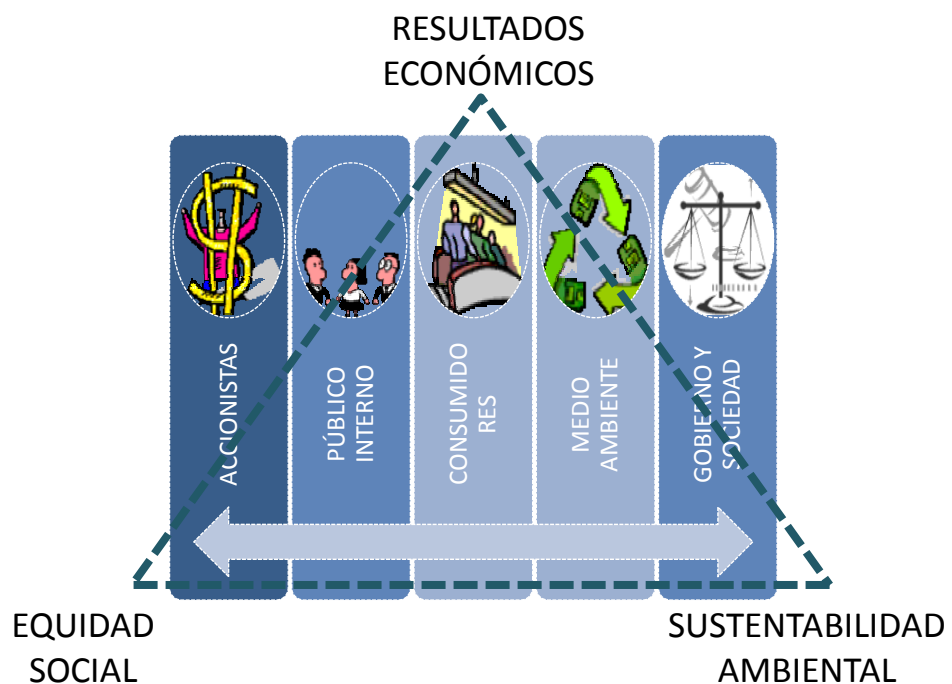 RESULTADOS
ECONÓMICOS
ACCIONISTAS
PÚBLICO
INTERNO
CONSUMIDO
RES
MEDIO
AMBIENTE
GOBIERNO Y
SOCIEDAD
EQUIDAD
SOCIAL
SUSTENTABILIDAD
AMBIENTAL